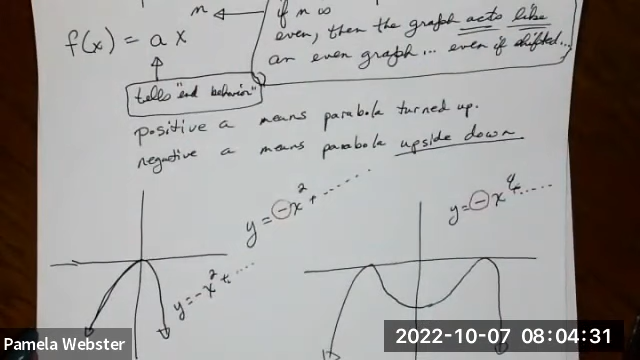 if n is
n
even, then the graph acts like
f(x) = a x
an even graph... even if shifted...
tells "end behavior"
positive a means parabola turned up.
negative a means parabola upside down
y = -x² + ......
y = -x⁴ + .....
y = -x² + ....
Pamela Webster
2022-10-07 08:04:31